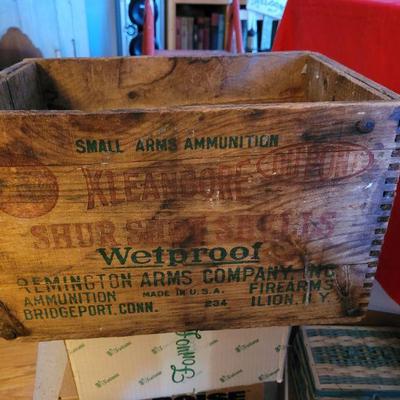 SMALL ARMS AMMUNITION
KLEANBORE DUPONT
SHUR SHOT SHELLS
Wetproof
REMINGTON ARMS COMPANY, INC.
AMMUNITION MADE IN U.S.A. FIREARMS
BRIDGEPORT, CONN. 234 ILION, N.Y.